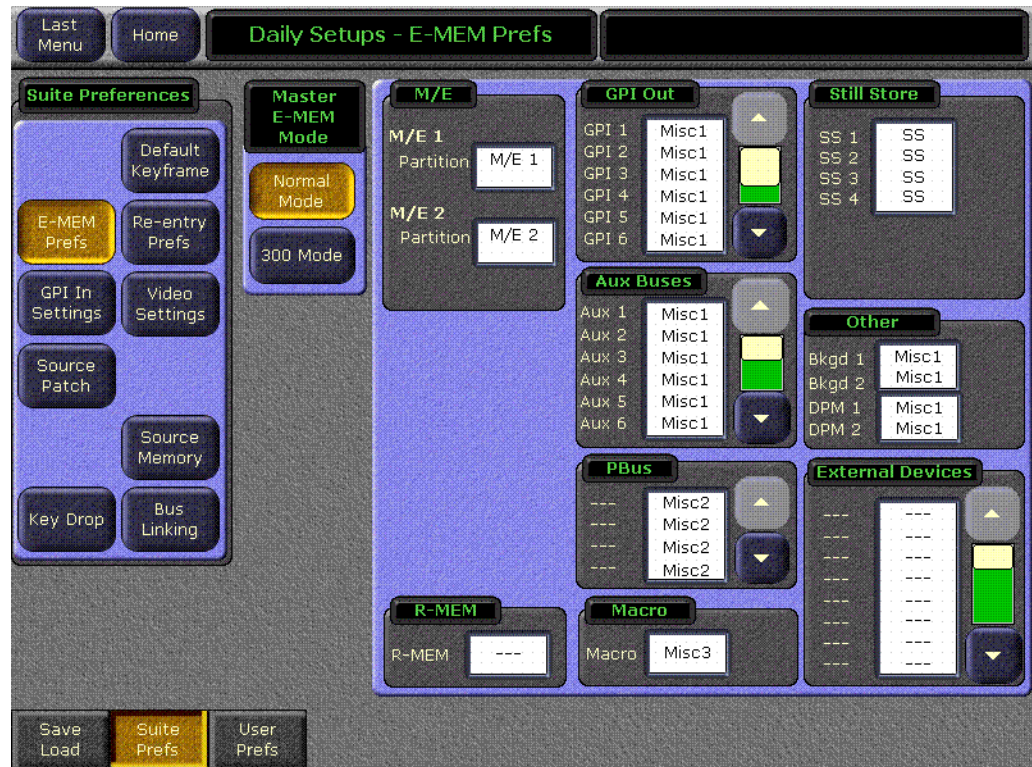 Last
Menu
Home
Daily Setups - E-MEM Prefs
Suite Preferences
Default
Keyframe
E-MEM
Prefs
Re-entry
Prefs
GPI In
Settings
Video
Settings
Source
Patch
Source
Memory
Key Drop
Bus
Linking
Master
E-MEM
Mode
Normal
Mode
300 Mode
M/E
M/E 1
Partition M/E 1
M/E 2
Partition M/E 2
GPI Out
GPI 1 Misc1
GPI 2 Misc1
GPI 3 Misc1
GPI 4 Misc1
GPI 5 Misc1
GPI 6 Misc1
Still Store
SS 1 SS
SS 2 SS
SS 3 SS
SS 4 SS
Aux Buses
Aux 1 Misc1
Aux 2 Misc1
Aux 3 Misc1
Aux 4 Misc1
Aux 5 Misc1
Aux 6 Misc1
Other
Bkgd 1 Misc1
Bkgd 2 Misc1
DPM 1 Misc1
DPM 2 Misc1
PBus
--- Misc2
--- Misc2
--- Misc2
--- Misc2
External Devices
--- ---
--- ---
--- ---
--- ---
--- ---
--- ---
--- ---
--- ---
R-MEM
R-MEM ---
Macro
Macro Misc3
Save
Load
Suite
Prefs
User
Prefs